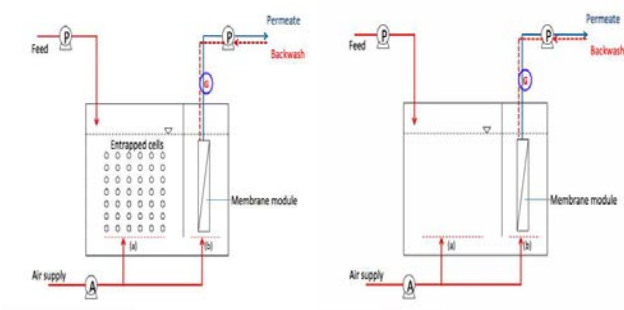 P
Permeate
Feed
P
Backwash
G
Entrapped cells
Membrane module
(a)
(b)
Air supply
A
P
Permeate
Feed
P
Backwash
G
Membrane module
(a)
(b)
Air supply
A